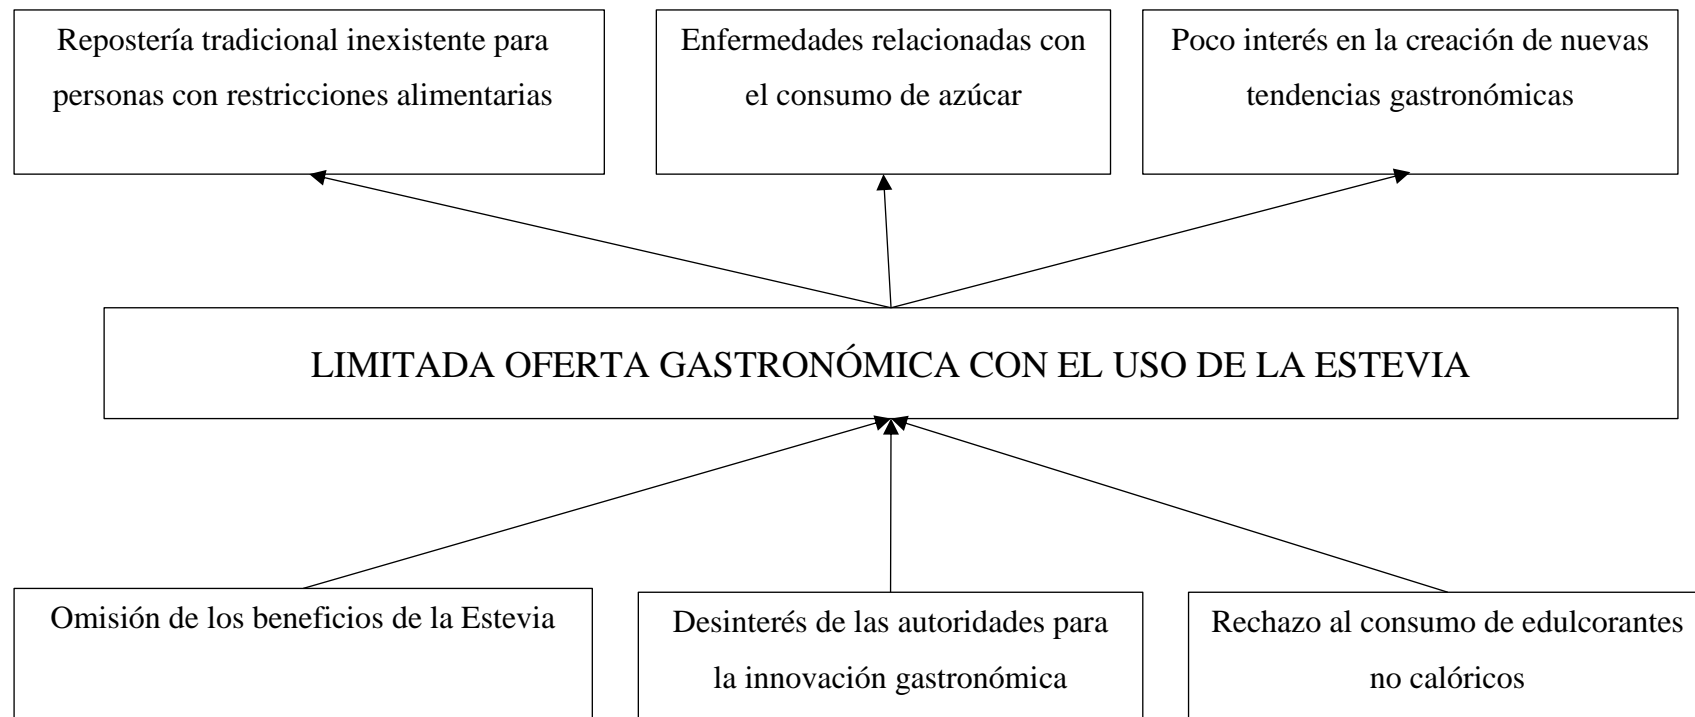 Repostería tradicional inexistente para
personas con restricciones alimentarias
Enfermedades relacionadas con
el consumo de azúcar
Poco interés en la creación de nuevas
tendencias gastronómicas
LIMITADA OFERTA GASTRONÓMICA CON EL USO DE LA ESTEVIA
Omisión de los beneficios de la Estevia
Desinterés de las autoridades para
la innovación gastronómica
Rechazo al consumo de edulcorantes
no calóricos